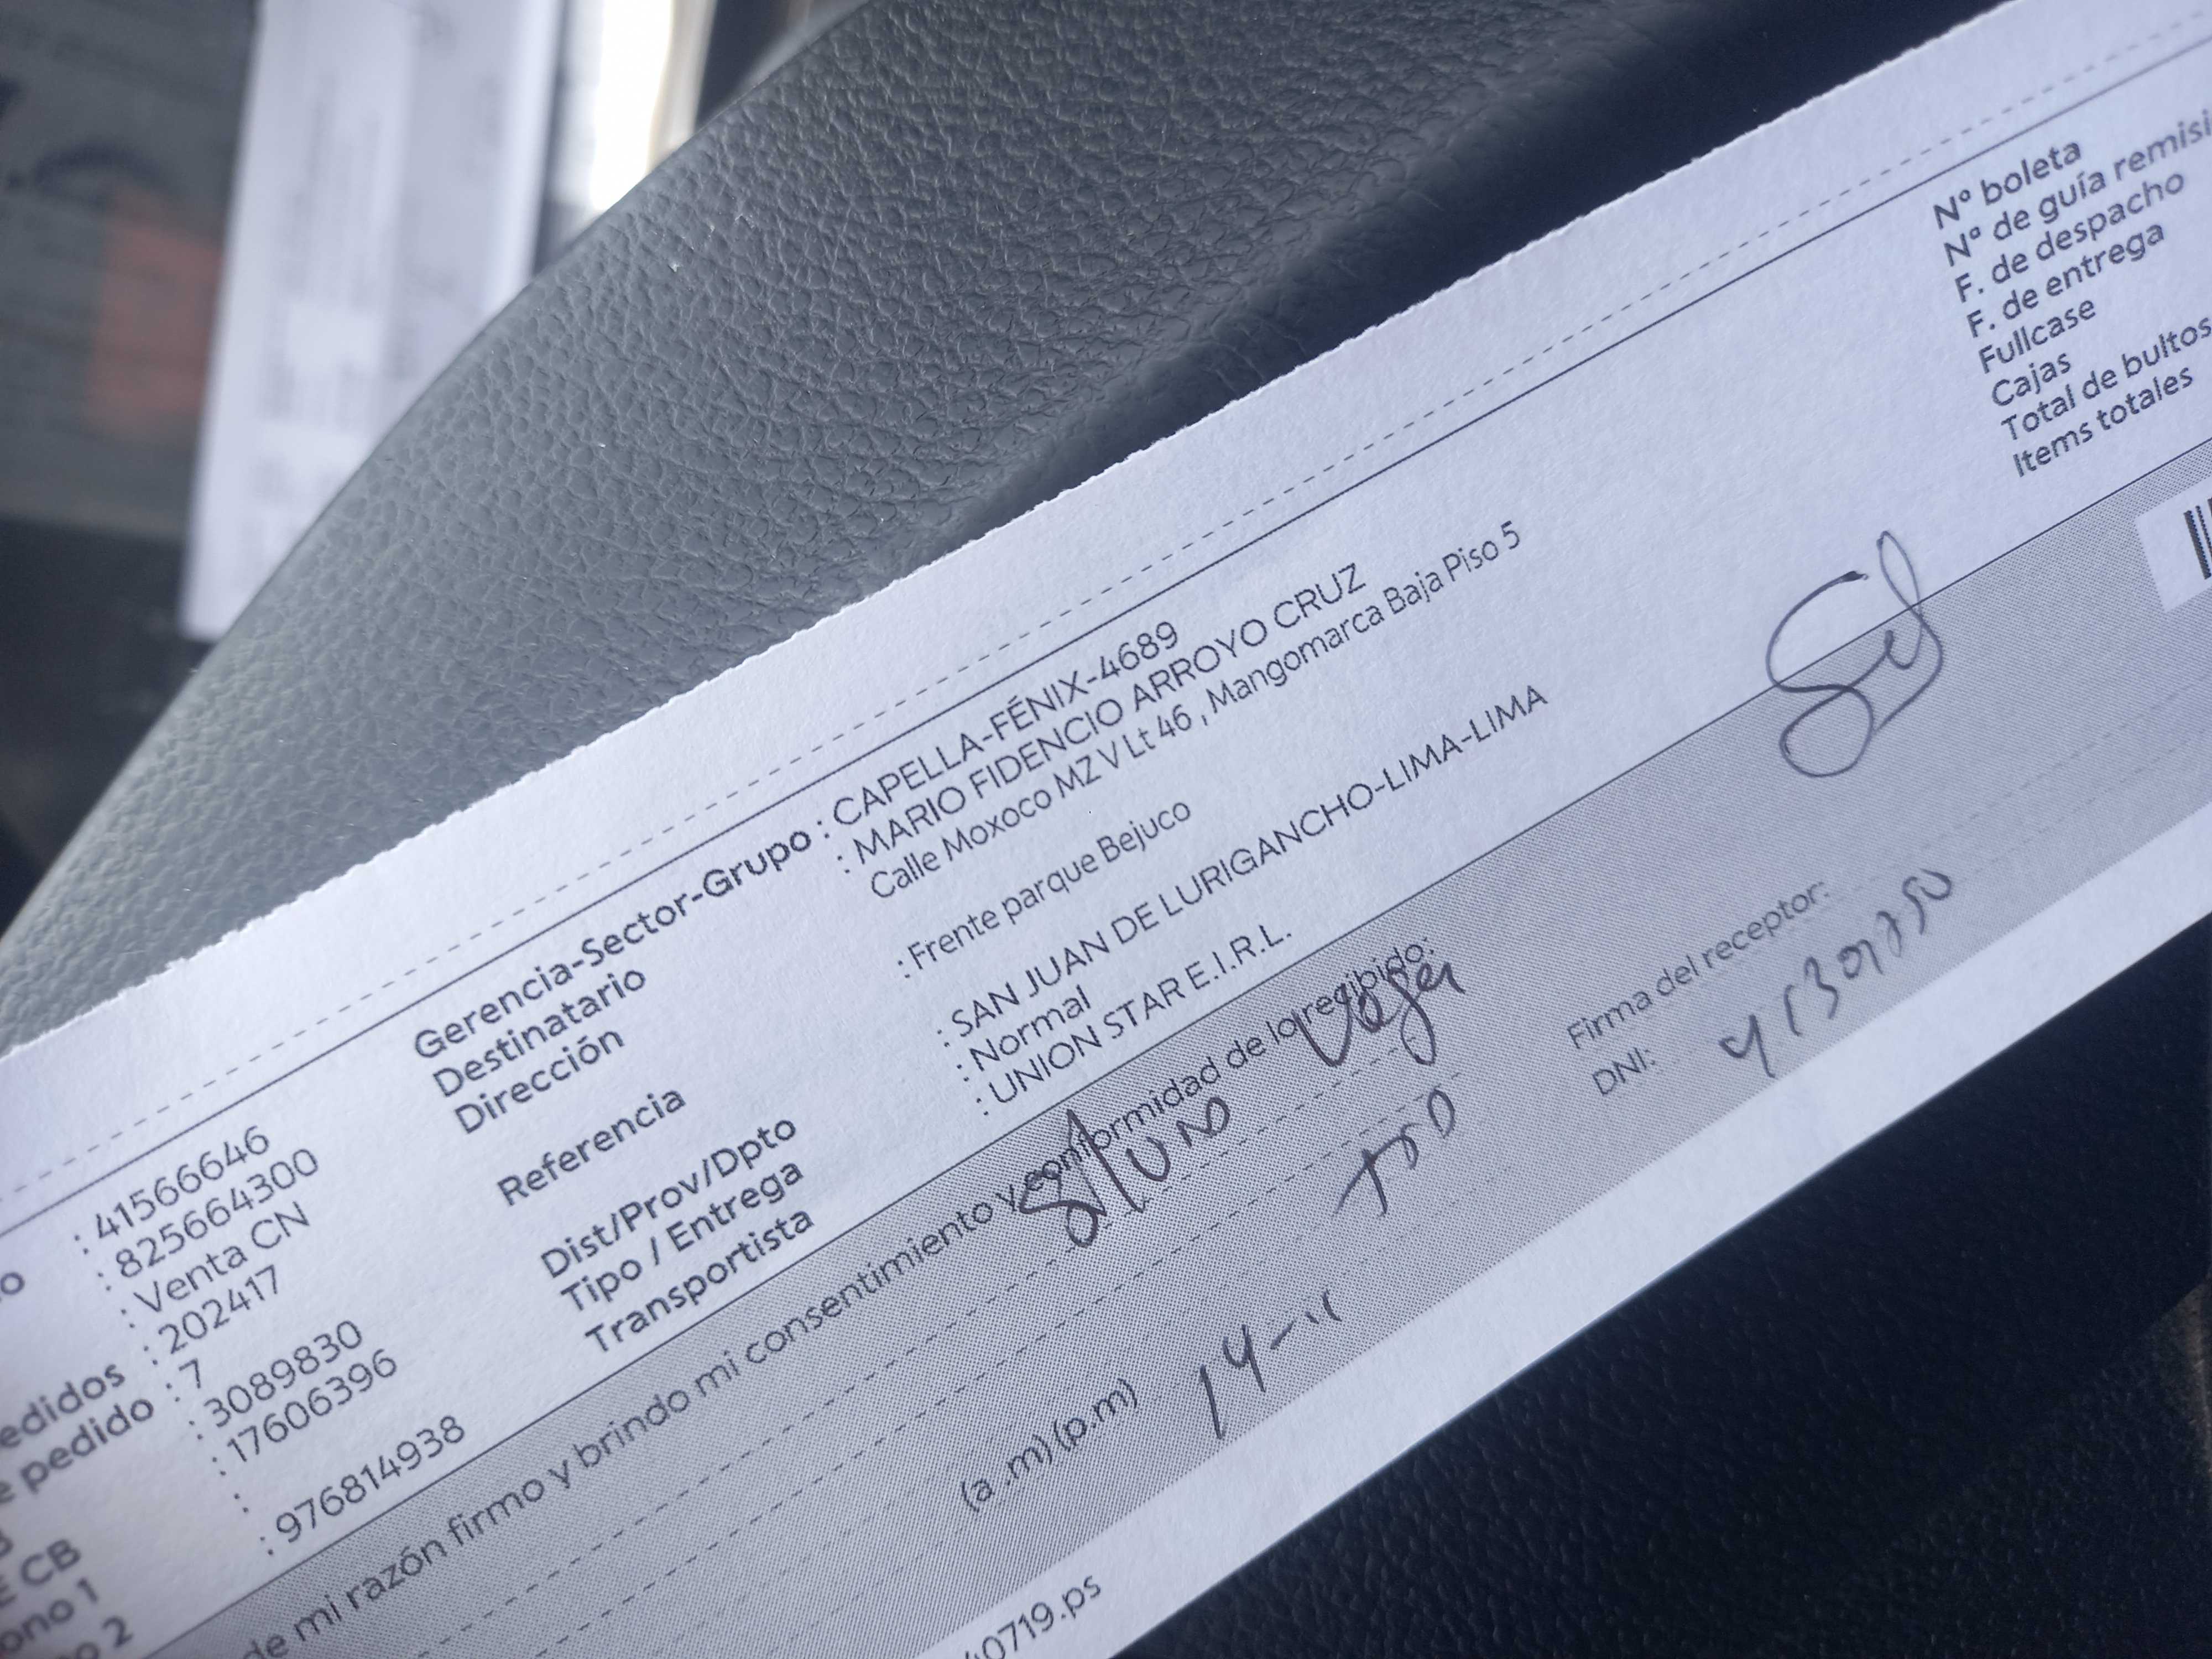 : 41566646
: 825664300
: Venta CN
edidos : 202417
e pedido : 7
: 3089830
: 17606396
CB :
ono 1 : 976814938
o 2
Gerencia-Sector-Grupo : CAPELLA-FÉNIX-4689
Destinatario : MARIO FIDENCIO ARROYO CRUZ
Dirección Calle Moxoco MZ V Lt 46 , Mangomarca Baja Piso 5
Referencia : Frente parque Bejuco
Dist/Prov/Dpto : SAN JUAN DE LURIGANCHO-LIMA-LIMA
Tipo / Entrega : Normal
Transportista : UNION STAR E.I.R.L.
Nº boleta
Nº de guía remisi
F. de despacho
F. de entrega
Fullcase
Cajas
Total de bultos
Items totales
de mi razón firmo y brindo mi consentimiento y conformidad de lo recibido:
(a .m) (p.m) 14-11
Firma del receptor:
DNI:
40719.ps